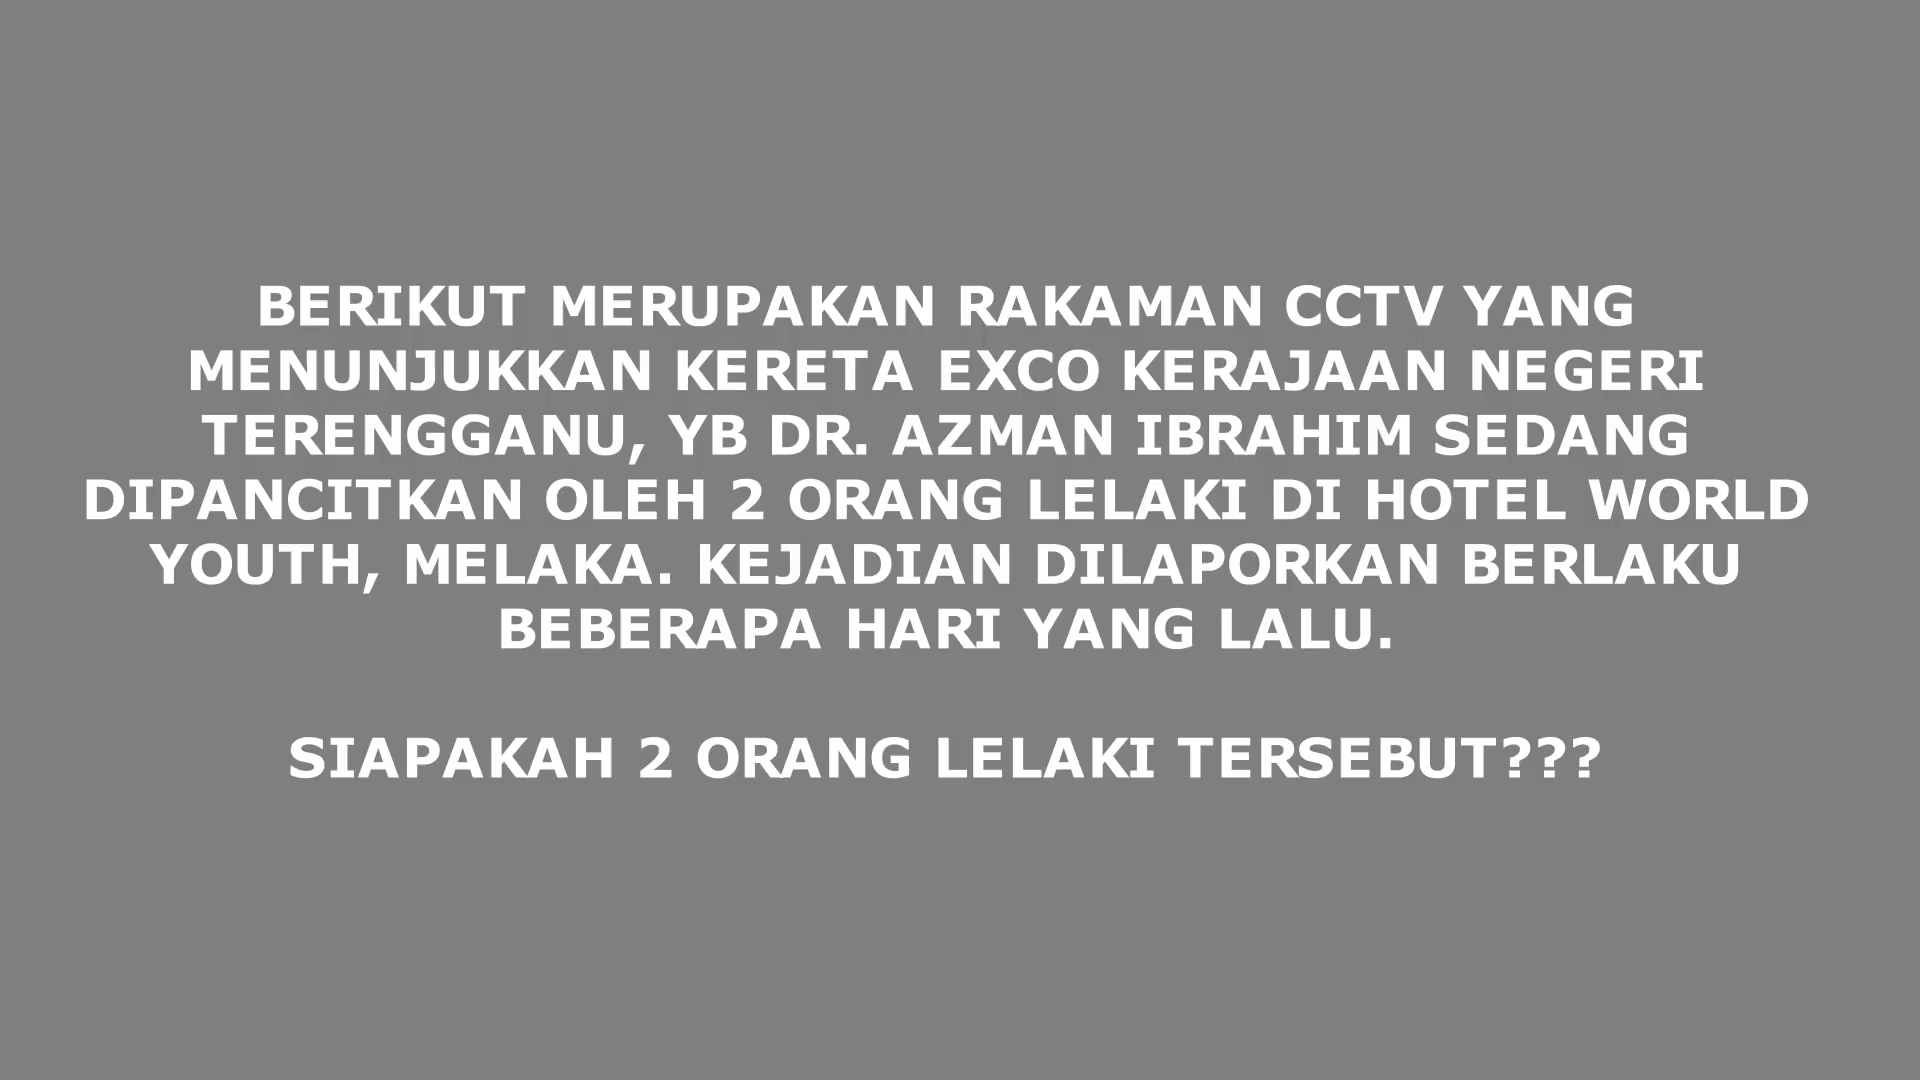 BERIKUT MERUPAKAN RAKAMAN CCTV YANG
MENUNJUKKAN KERETA EXCO KERAJAAN NEGERI
TERENGGANU, YB DR. AZMAN IBRAHIM SEDANG
DIPANCITKAN OLEH 2 ORANG LELAKI DI HOTEL WORLD
YOUTH, MELAKA. KEJADIAN DILAPORKAN BERLAKU
BEBERAPA HARI YANG LALU.
SIAPAKAH 2 ORANG LELAKI TERSEBUT???